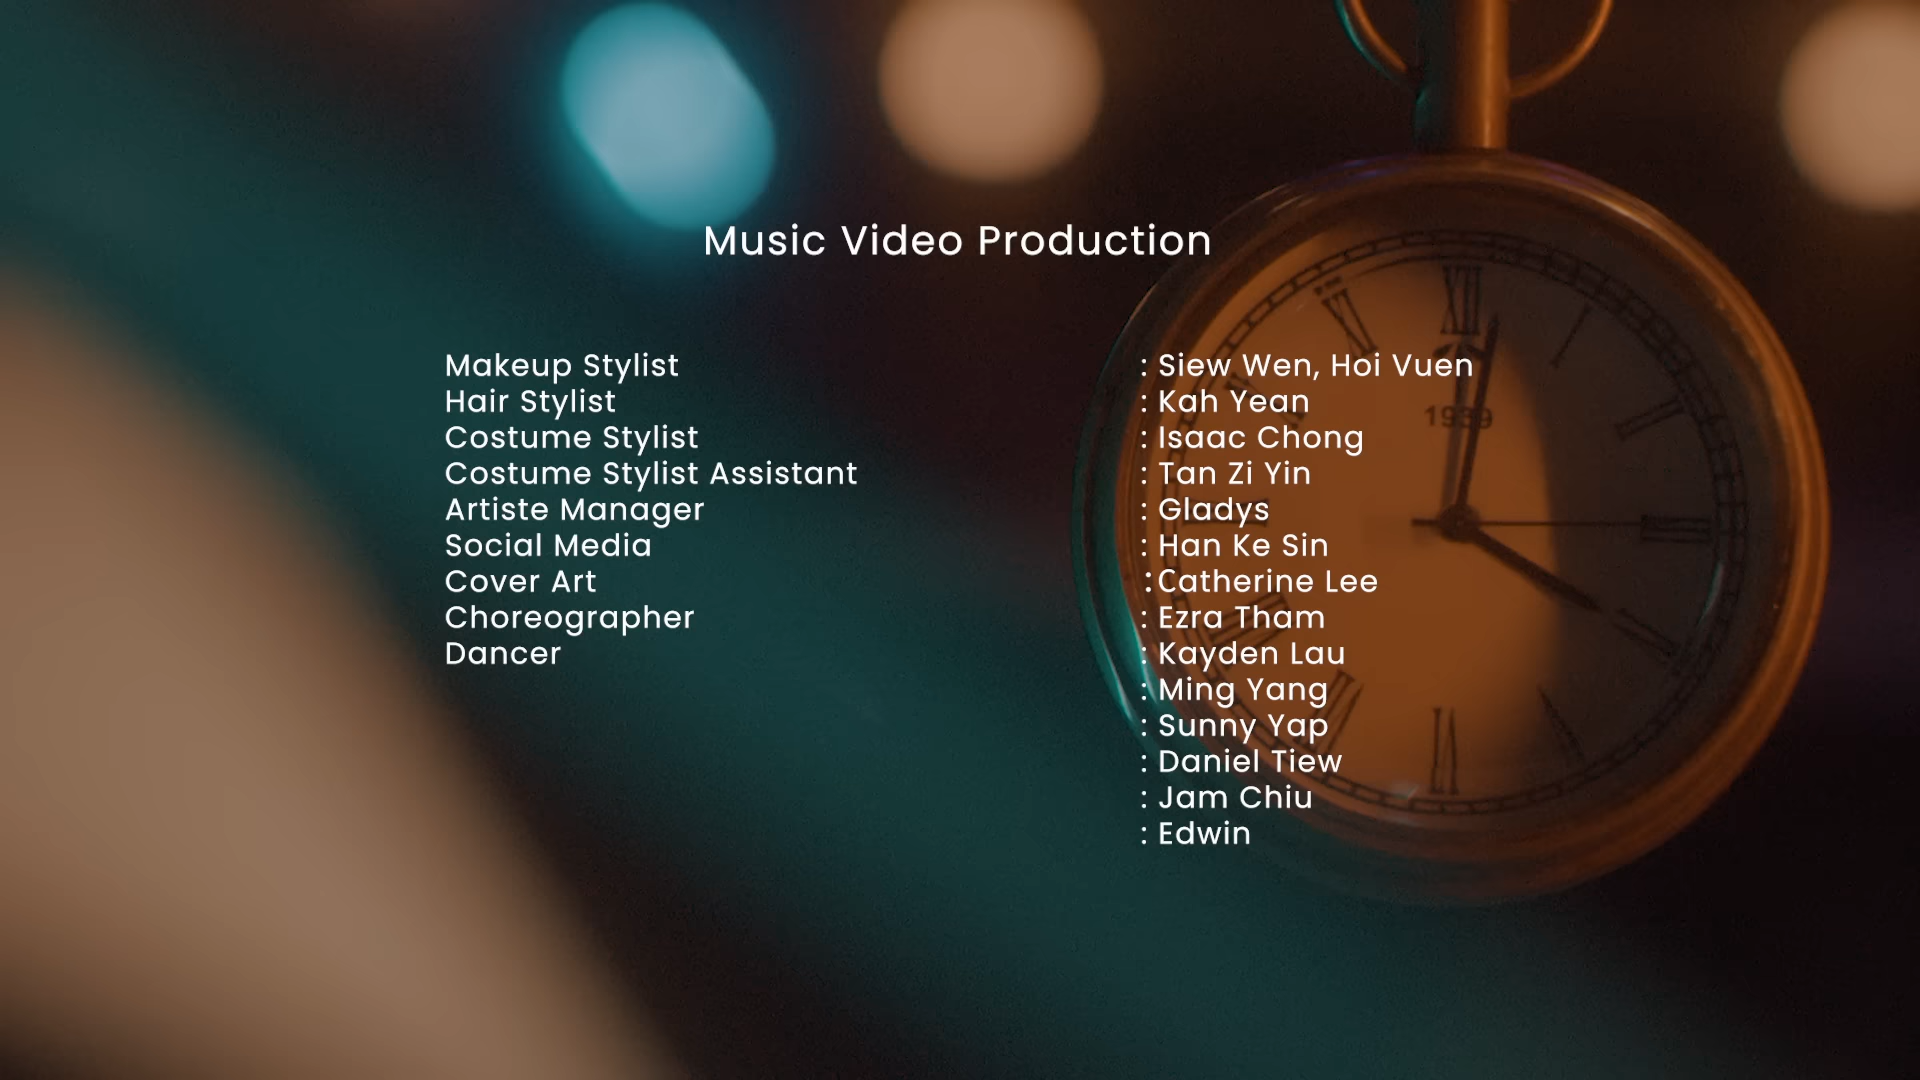 Music Video Production
Makeup Stylist : Siew Wen, Hoi Vuen
Hair Stylist : Kah Yean
Costume Stylist : Isaac Chong
Costume Stylist Assistant : Tan Zi Yin
Artiste Manager : Gladys
Social Media : Han Ke Sin
Cover Art : Catherine Lee
Choreographer : Ezra Tham
Dancer : Kayden Lau
: Ming Yang
: Sunny Yap
: Daniel Tiew
: Jam Chiu
: Edwin
XII
1939